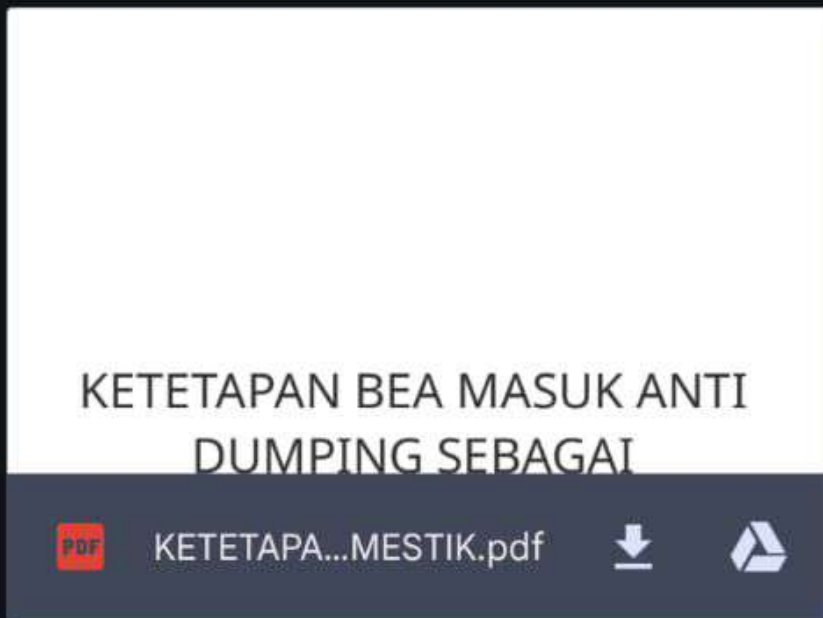 KETETAPAN BEA MASUK ANTI
DUMPING SEBAGAI
PDF KETETAPA...MESTIK.pdf